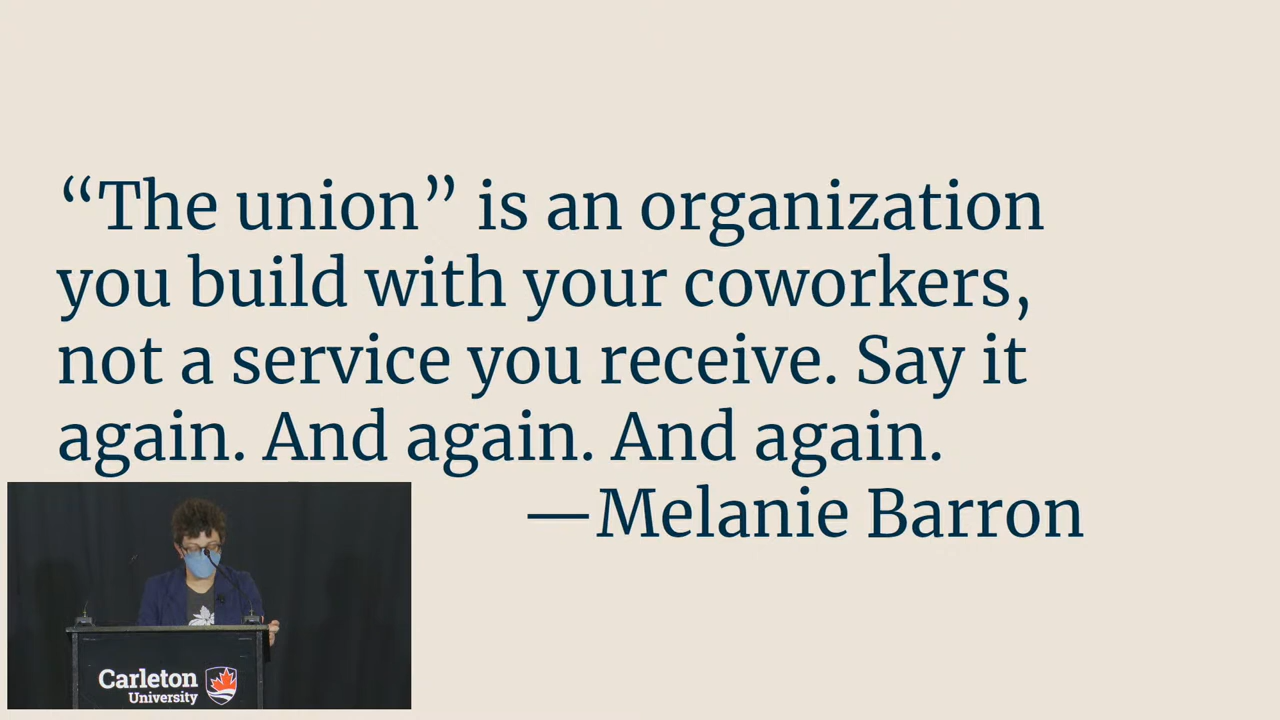 “The union” is an organization
you build with your coworkers,
not a service you receive. Say it
again. And again. And again.
—Melanie Barron
Carleton
University